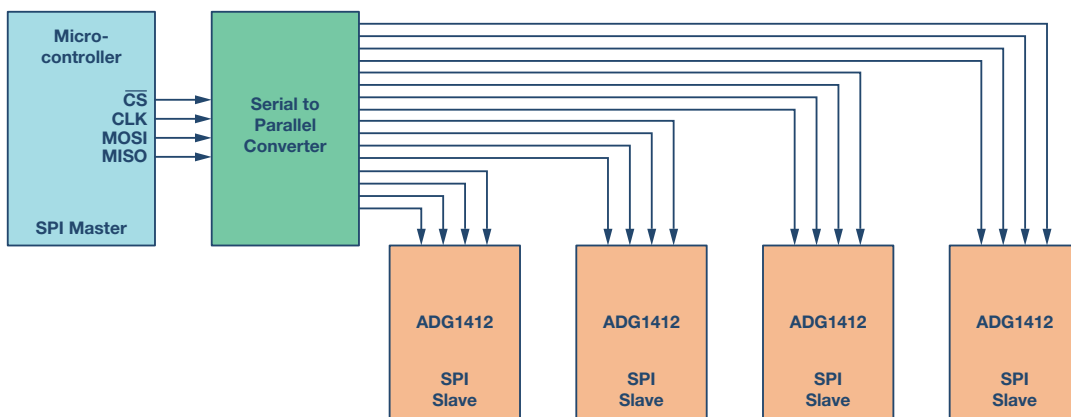 Micro-
controller
C̅S̅
CLK
MOSI
MISO
SPI Master
Serial to
Parallel
Converter
ADG1412
SPI
Slave
ADG1412
SPI
Slave
ADG1412
SPI
Slave
ADG1412
SPI
Slave